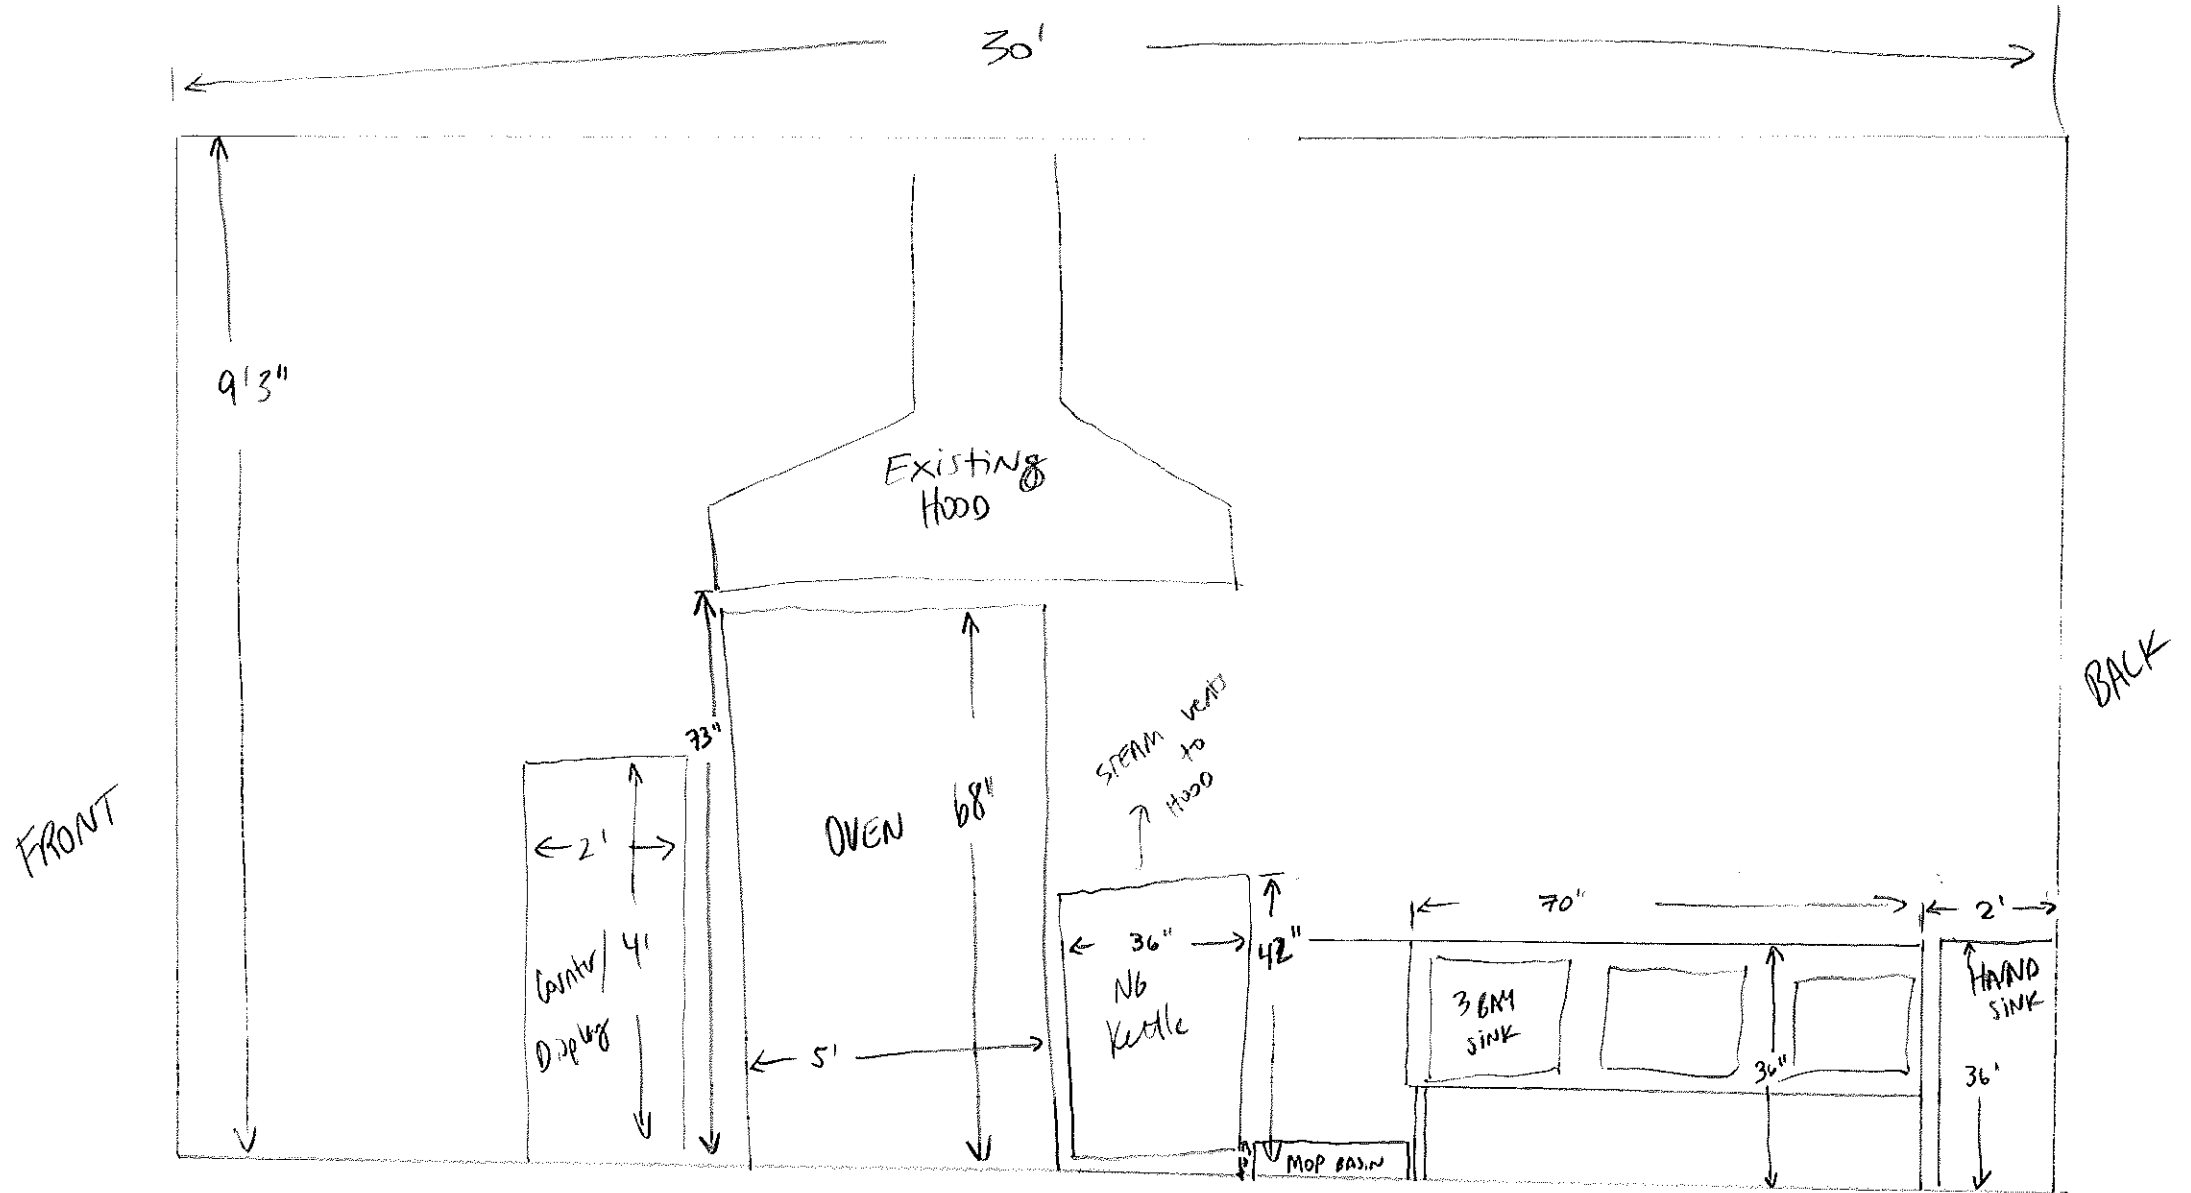 30'
9'3"
Existing
HOOD
FRONT
BACK
73"
2'
4'
Counter/
Display
OVEN
68"
5'
STEAM vents
to
HOOD
36"
NG
Kettle
42"
MOP BASIN
70"
3 BAY
SINK
36"
2'
HAND
SINK
36'